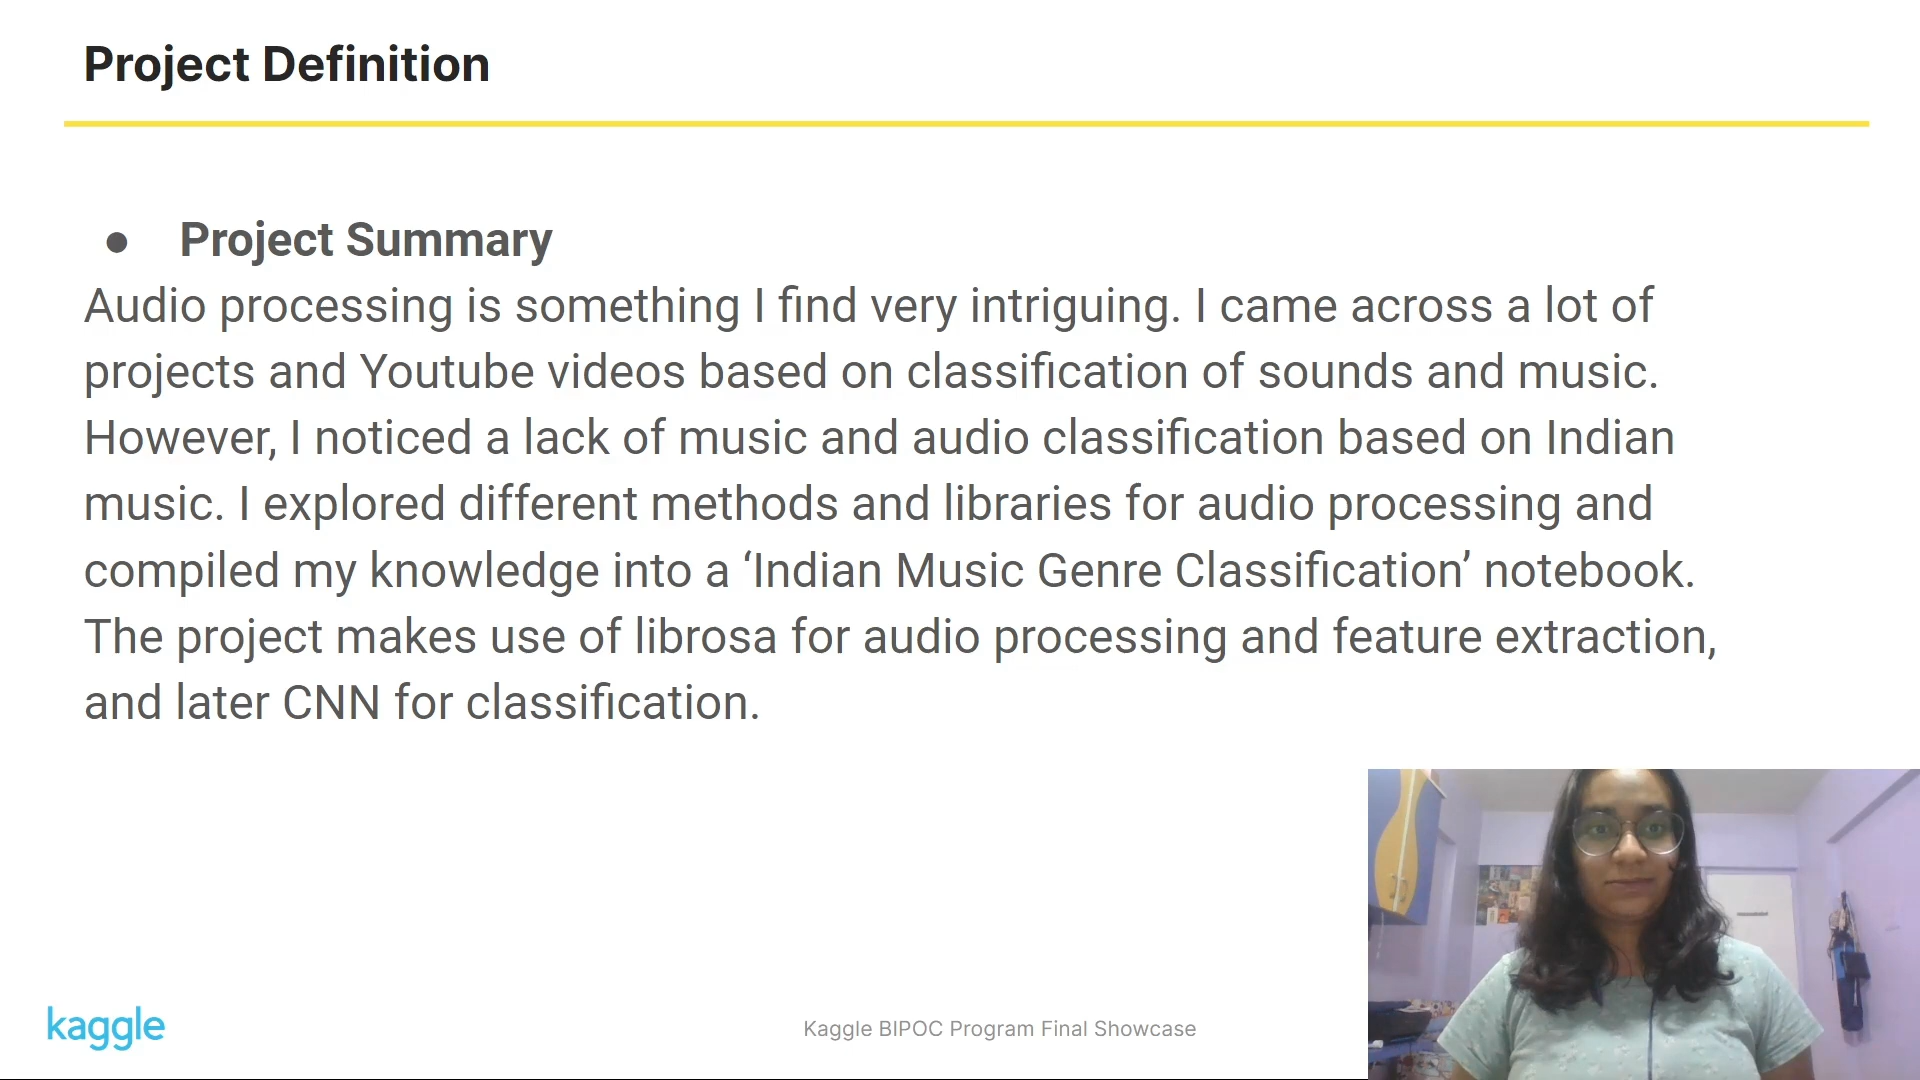 Project Definition
● Project Summary
Audio processing is something I find very intriguing. I came across a lot of
projects and Youtube videos based on classification of sounds and music.
However, I noticed a lack of music and audio classification based on Indian
music. I explored different methods and libraries for audio processing and
compiled my knowledge into a ‘Indian Music Genre Classification’ notebook.
The project makes use of librosa for audio processing and feature extraction,
and later CNN for classification.
kaggle
Kaggle BIPOC Program Final Showcase